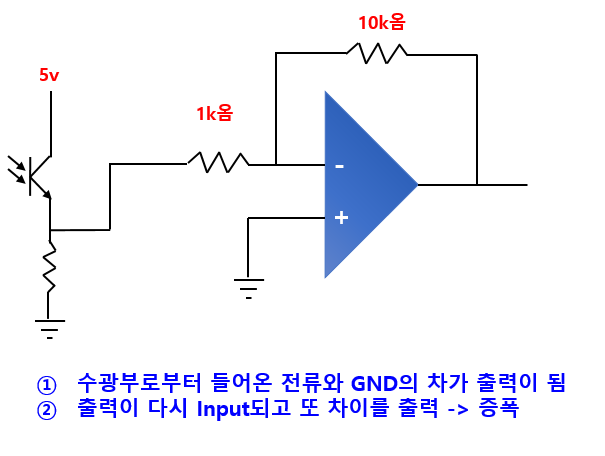 10k옴
5v
1k옴
-
+
① 수광부로부터 들어온 전류와 GND의 차가 출력이 됨
② 출력이 다시 Input되고 또 차이를 출력 -> 증폭